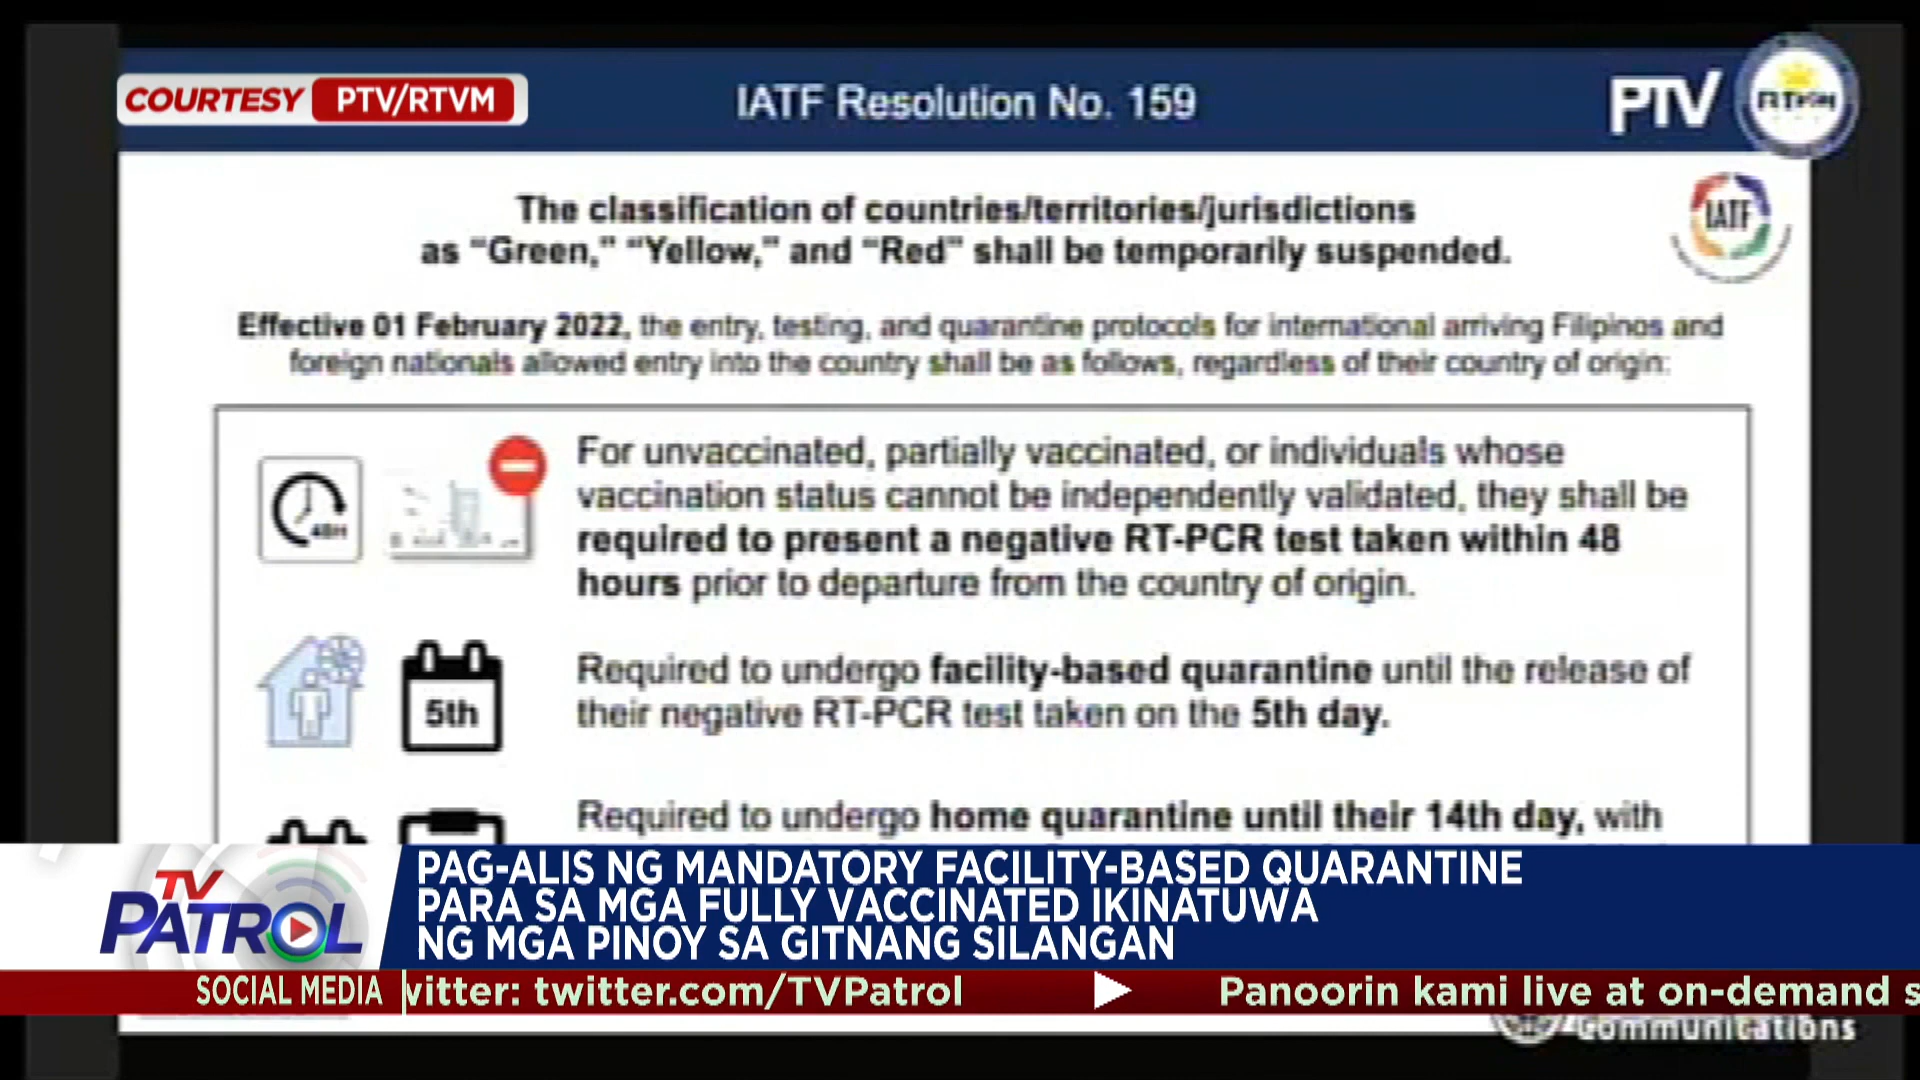 COURTESY PTV/RTVM
IATF Resolution No. 159
PTV
IATF
The classification of countries/territories/jurisdictions
as “Green,” “Yellow,” and “Red” shall be temporarily suspended.
Effective 01 February 2022, the entry, testing, and quarantine protocols for international arriving Filipinos and
foreign nationals allowed entry into the country shall be as follows, regardless of their country of origin:
48H
For unvaccinated, partially vaccinated, or individuals whose
vaccination status cannot be independently validated, they shall be
required to present a negative RT-PCR test taken within 48
hours prior to departure from the country of origin.
5th
Required to undergo facility-based quarantine until the release of
their negative RT-PCR test taken on the 5th day.
Required to undergo home quarantine until their 14th day, with
TV
PATROL
PAG-ALIS NG MANDATORY FACILITY-BASED QUARANTINE
PARA SA MGA FULLY VACCINATED IKINATUWA
NG MGA PINOY SA GITNANG SILANGAN
SOCIAL MEDIA vitter: twitter.com/TVPatrol Panoorin kami live at on-demand s
Communications